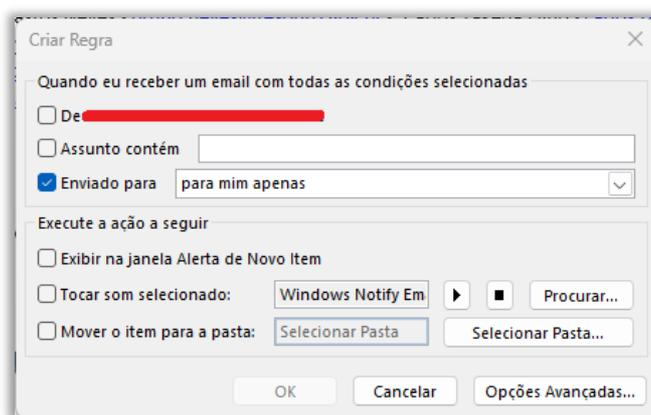 Criar Regra
Quando eu receber um email com todas as condições selecionadas
De
Assunto contém
Enviado para para mim apenas
Execute a ação a seguir
Exibir na janela Alerta de Novo Item
Tocar som selecionado: Windows Notify Em Procurar...
Mover o item para a pasta: Selecionar Pasta Selecionar Pasta...
OK Cancelar Opções Avançadas...